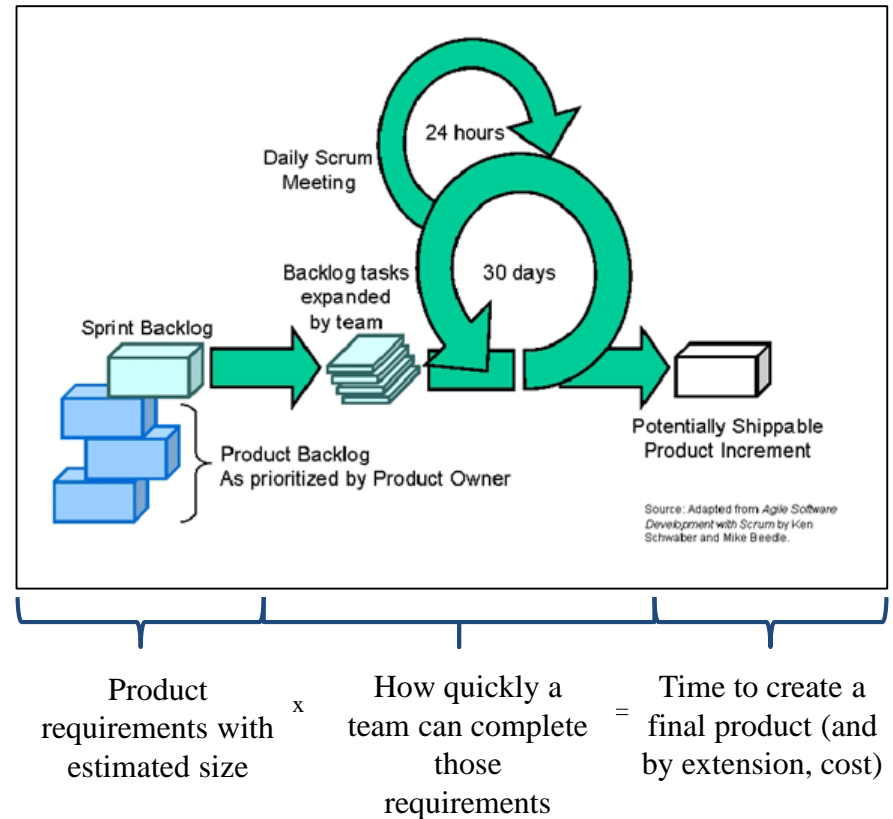 24 hours
Daily Scrum
Meeting
Backlog tasks
expanded
by team
30 days
Sprint Backlog
Product Backlog
As prioritized by Product Owner
Potentially Shippable
Product Increment
Source: Adapted from Agile Software
Development with Scrum by Ken
Schwaber and Mike Beedle.
Product
requirements with
estimated size
x
How quickly a
team can complete
those
requirements
=
Time to create a
final product (and
by extension, cost)